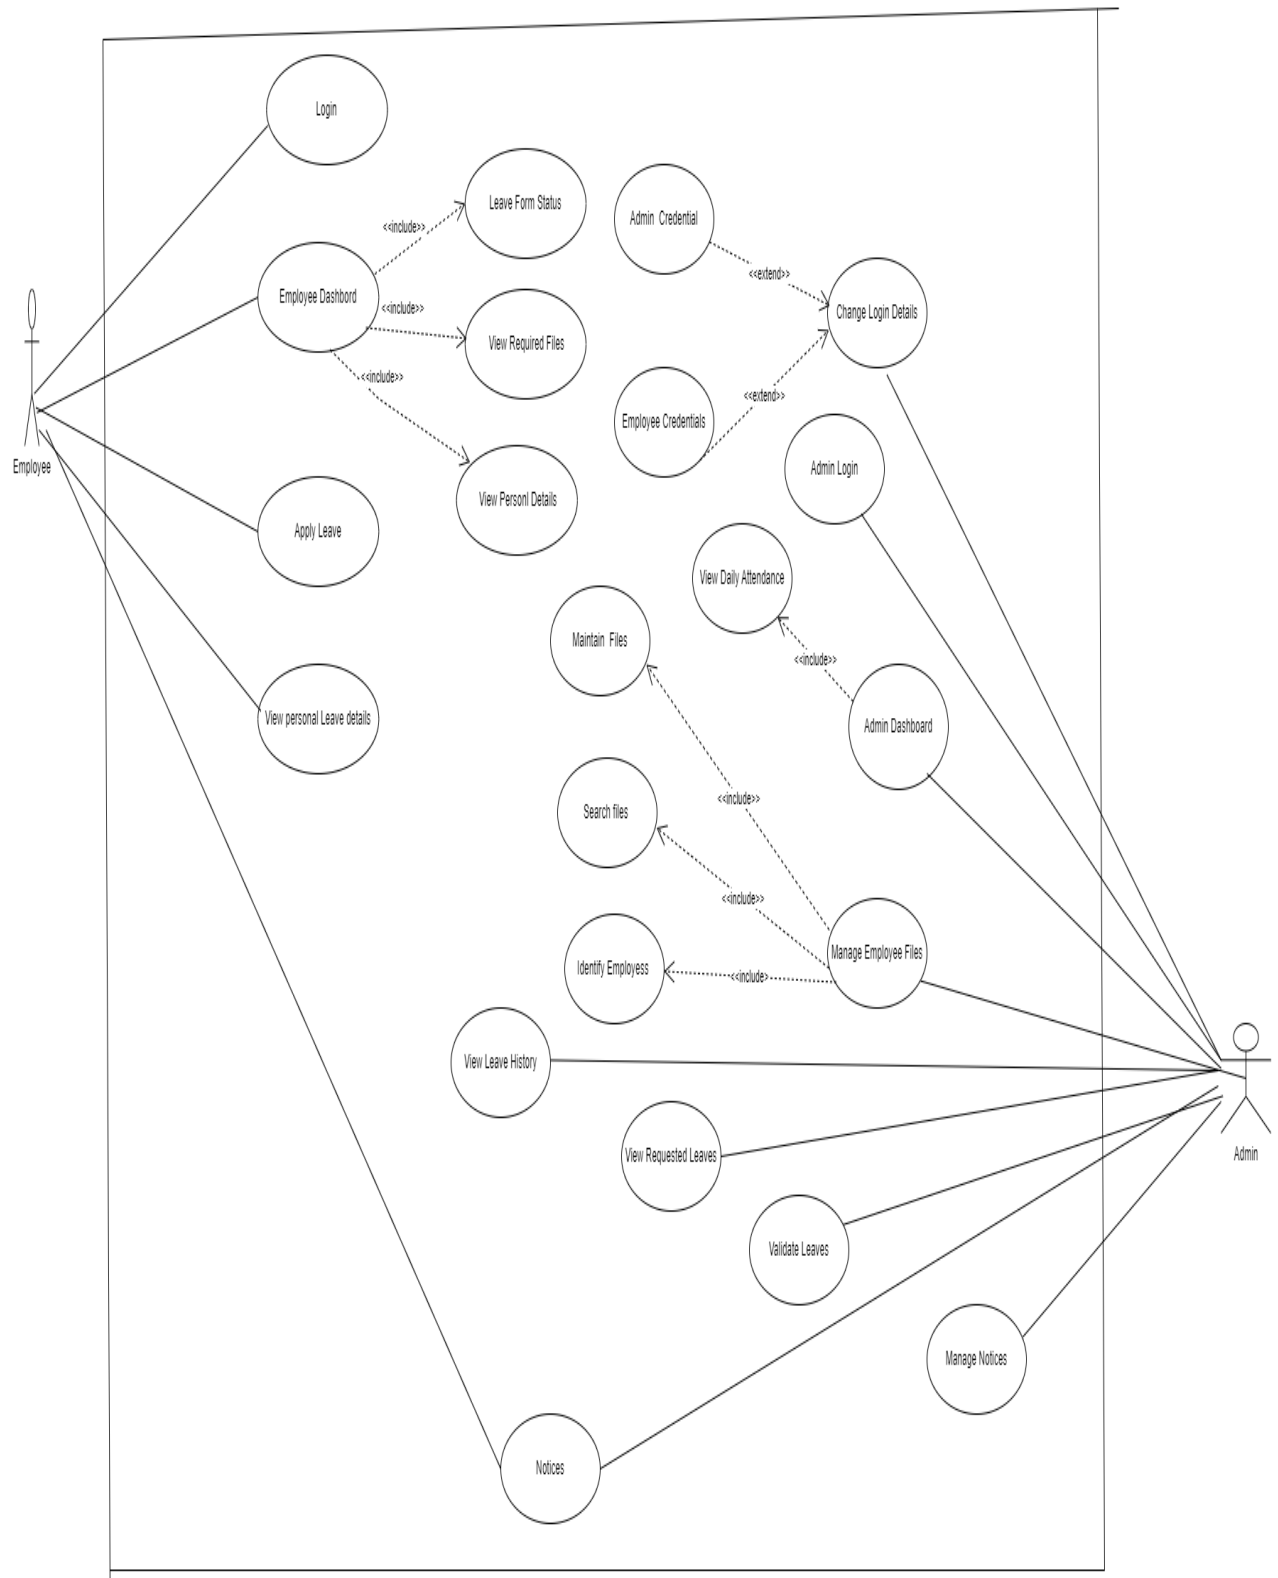 Login
Leave Form Status
Admin  Credential
<<include>>
<<extend>>
Employee Dashbord
<<include>>
Change Login Details
View Required Files
<<include>>
<<extend>>
Employee Credentials
Employee
Admin Login
View Personl Details
Apply Leave
View Daily Attendance
Maintain  Files
<<include>>
View personal Leave details
Admin Dashboard
<<include>>
Search files
<<include>>
Manage Employee Files
Identify Employess
<<include>
View Leave History
View Requested Leaves
Admin
Validate Leaves
Manage Notices
Notices